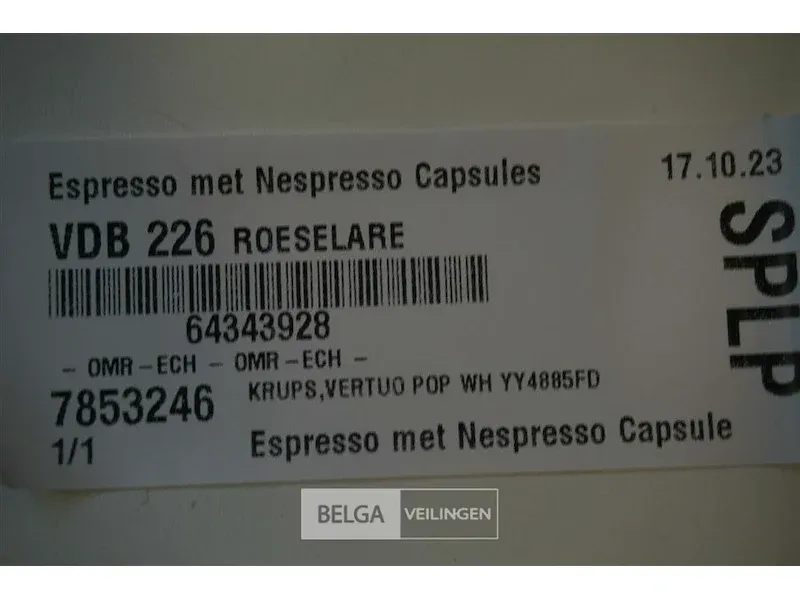 Espresso met Nespresso Capsules
17.10.23
VDB 226 ROESELARE
64343928
- OMR-ECH - OMR-ECH -
7853246
KRUPS,VERTUO POP WH YY4885FD
1/1
Espresso met Nespresso Capsule
SPLP
BELGA VEILINGEN